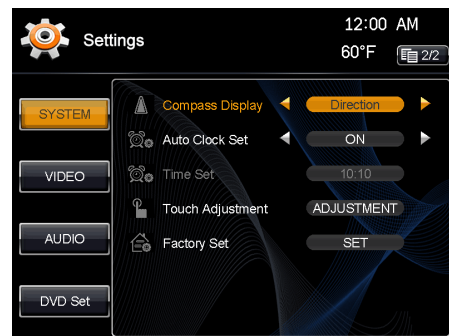 Settings
12:00 AM
60°F 2/2
SYSTEM
VIDEO
AUDIO
DVD Set
Compass Display Direction
Auto Clock Set ON
Time Set 10:10
Touch Adjustment ADJUSTMENT
Factory Set SET